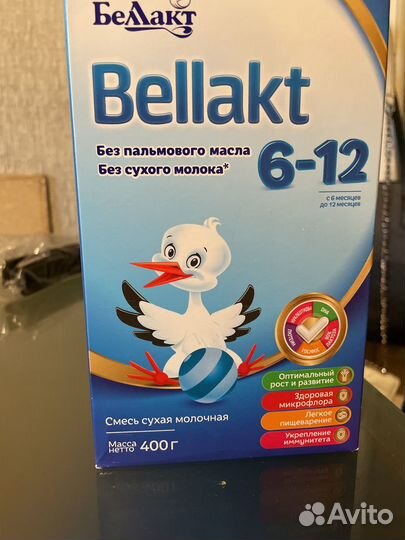 БеЛЛакт
Bellakt
Без пальмового масла
Без сухого молока*
6-12
с 6 месяцев
до 12 месяцев
Оптимальный
рост и развитие
Здоровая
микрофлора
Легкое
пищеварение
Укрепление
иммунитета
Смесь сухая молочная
Масса
нетто 400 г
Avito